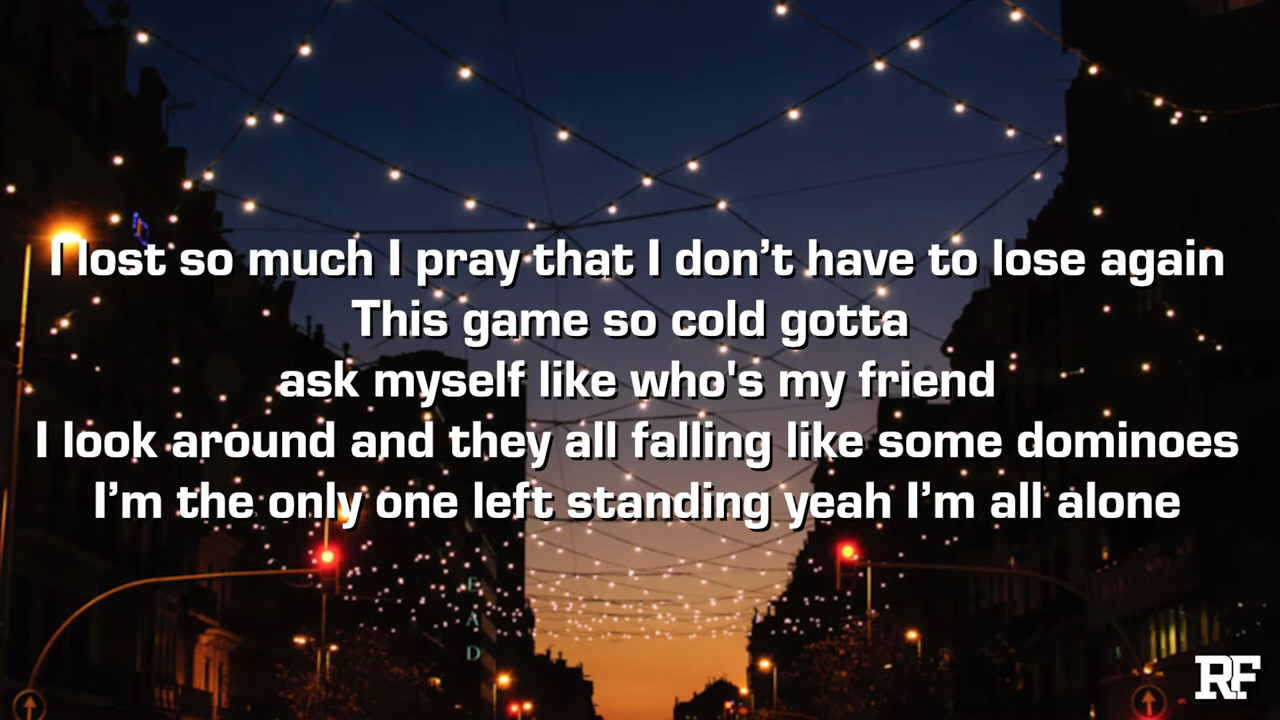 I lost so much I pray that I don’t have to lose again
This game so cold gotta
ask myself like who's my friend
I look around and they all falling like some dominoes
I’m the only one left standing yeah I’m all alone
EAD
RF